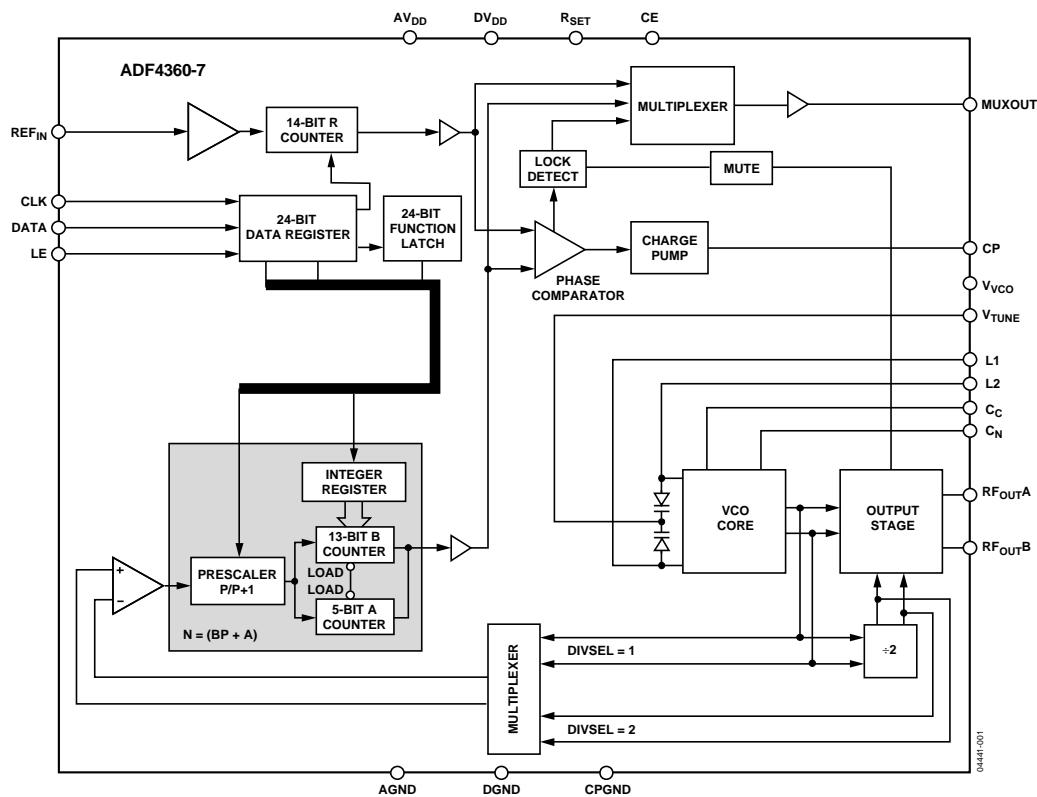 AVDD DVDD RSET CE
ADF4360-7
MULTIPLEXER
MUXOUT
REFIN
14-BIT R
COUNTER
LOCK
DETECT
MUTE
CLK
DATA
LE
24-BIT
DATA REGISTER
24-BIT
FUNCTION
LATCH
CHARGE
PUMP
CP
PHASE
COMPARATOR
VVCO
VTUNE
L1
L2
CC
CN
INTEGER
REGISTER
13-BIT B
COUNTER
LOAD
LOAD
5-BIT A
COUNTER
PRESCALER
P/P+1
+
−
N = (BP + A)
VCO
CORE
OUTPUT
STAGE
RFOUTA
RFOUTB
÷2
MULTIPLEXER
DIVSEL = 1
DIVSEL = 2
04441-001
AGND DGND CPGND